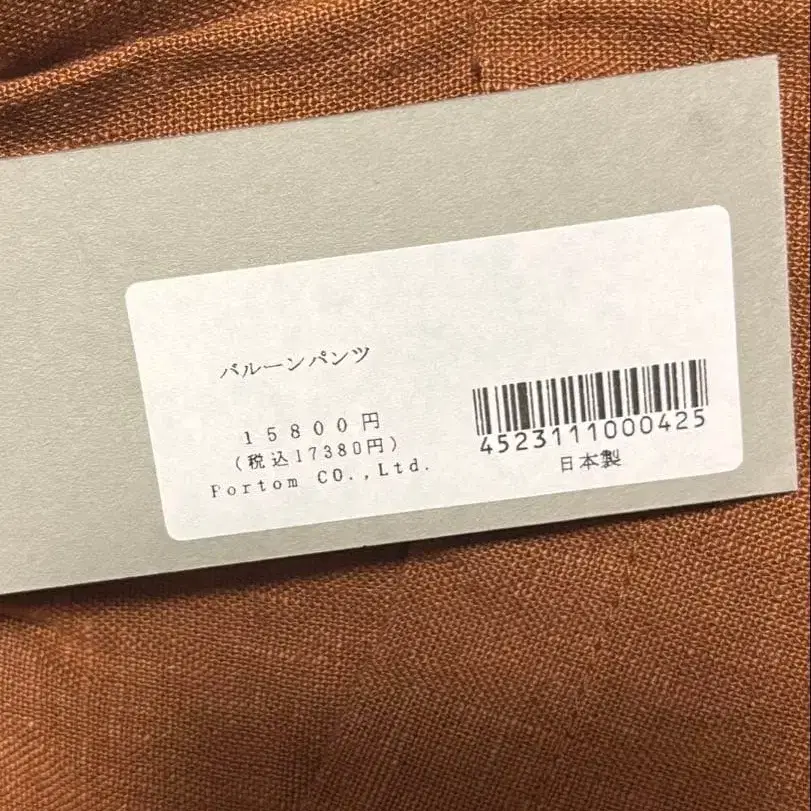 バルーンパンツ
15800円
(税込17380円)
Portom CO.,Ltd.
4523111000425
日本製